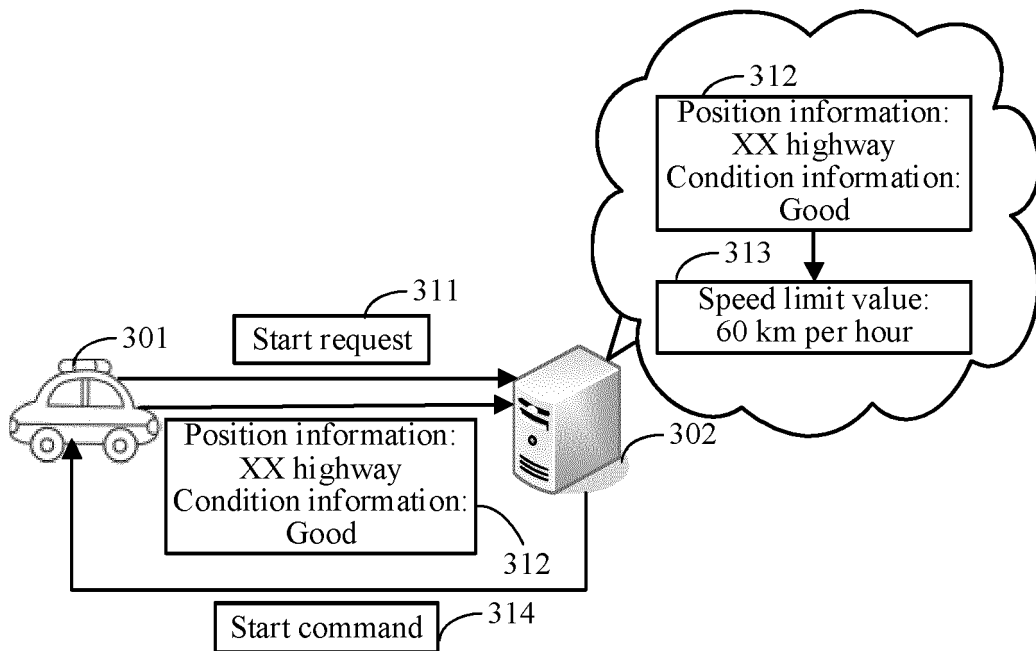 312
Position information:
XX highway
Condition information:
Good
313
Speed limit value:
60 km per hour
311
Start request
301
302
Position information:
XX highway
Condition information:
Good
312
314
Start command